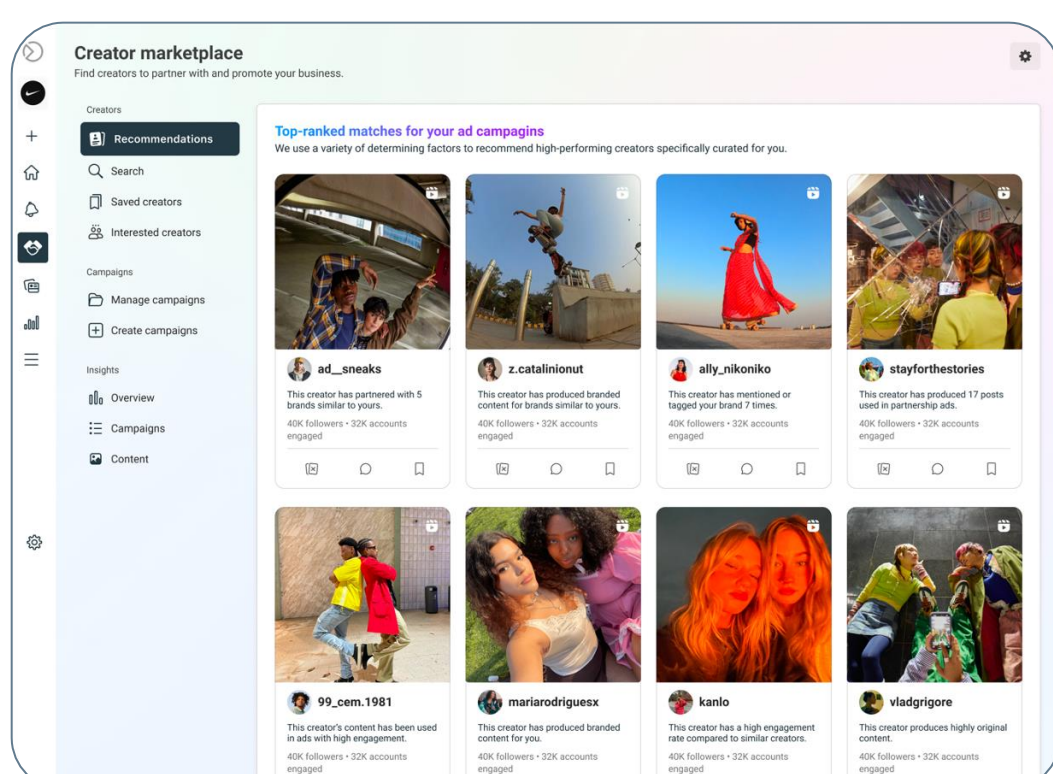 Creator marketplace
Find creators to partner with and promote your business.
Creators
Recommendations
Search
Saved creators
Interested creators
Campaigns
Manage campaigns
Create campaigns
Insights
Overview
Campaigns
Content
Top-ranked matches for your ad campagins
We use a variety of determining factors to recommend high-performing creators specifically curated for you.
ad__sneaks
This creator has partnered with 5
brands similar to yours.
40K followers • 32K accounts
engaged
z.catalinionut
This creator has produced branded
content for brands similar to yours.
40K followers • 32K accounts
engaged
ally_nikoniko
This creator has mentioned or
tagged your brand 7 times.
40K followers • 32K accounts
engaged
stayforthestories
This creator has produced 17 posts
used in partnership ads.
40K followers • 32K accounts
engaged
99_cem.1981
This creator's content has been used
in ads with high engagement.
40K followers • 32K accounts
engaged
mariarodriguesx
This creator has produced branded
content for you.
40K followers • 32K accounts
engaged
kanlo
This creator has a high engagement
rate compared to similar creators.
40K followers • 32K accounts
engaged
vladgrigore
This creator produces highly original
content.
40K followers • 32K accounts
engaged